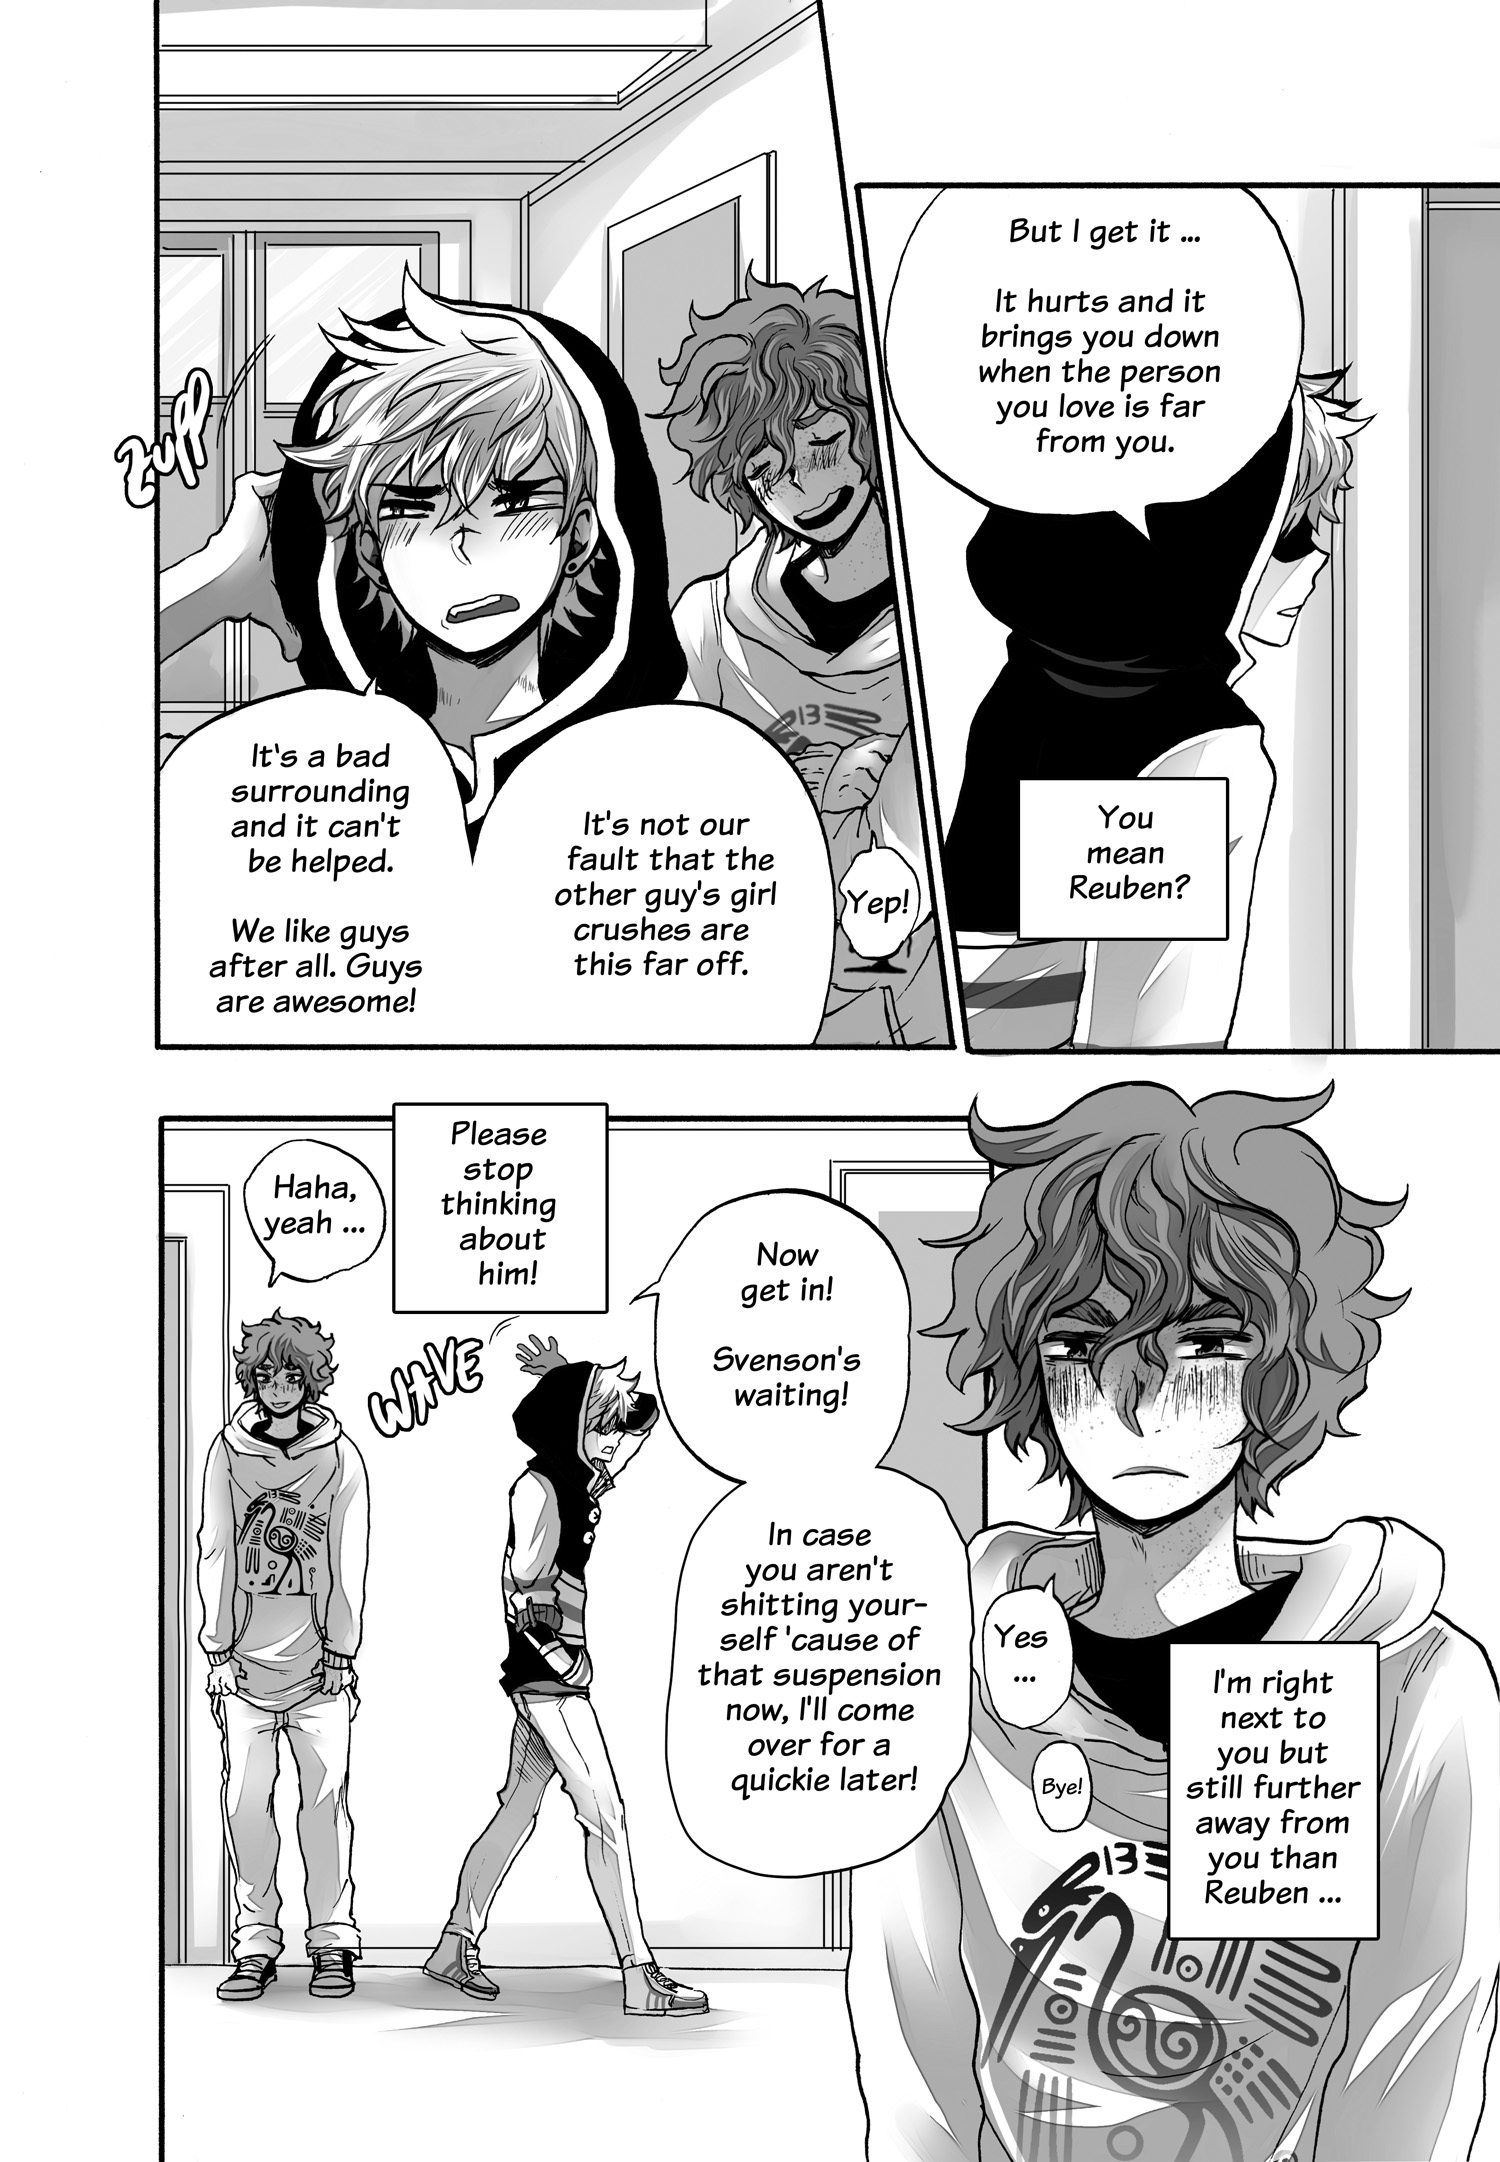 zuff
It's a bad
surrounding
and it can't
be helped.
We like guys
after all. Guys
are awesome!
It's not our
fault that the
other guy's girl
crushes are
this far off.
Yep!
13
But I get it ...
It hurts and it
brings you down
when the person
you love is far
from you.
You
mean
Reuben?
Haha,
yeah ...
Please
stop
thinking
about
him!
WAVE
13
Now
get in!
Svenson's
waiting!
In case
you aren't
shitting your-
self 'cause of
that suspension
now, I'll come
over for a
quickie later!
Yes
...
Bye!
I'm right
next to
you but
still further
away from
you than
Reuben ...
13